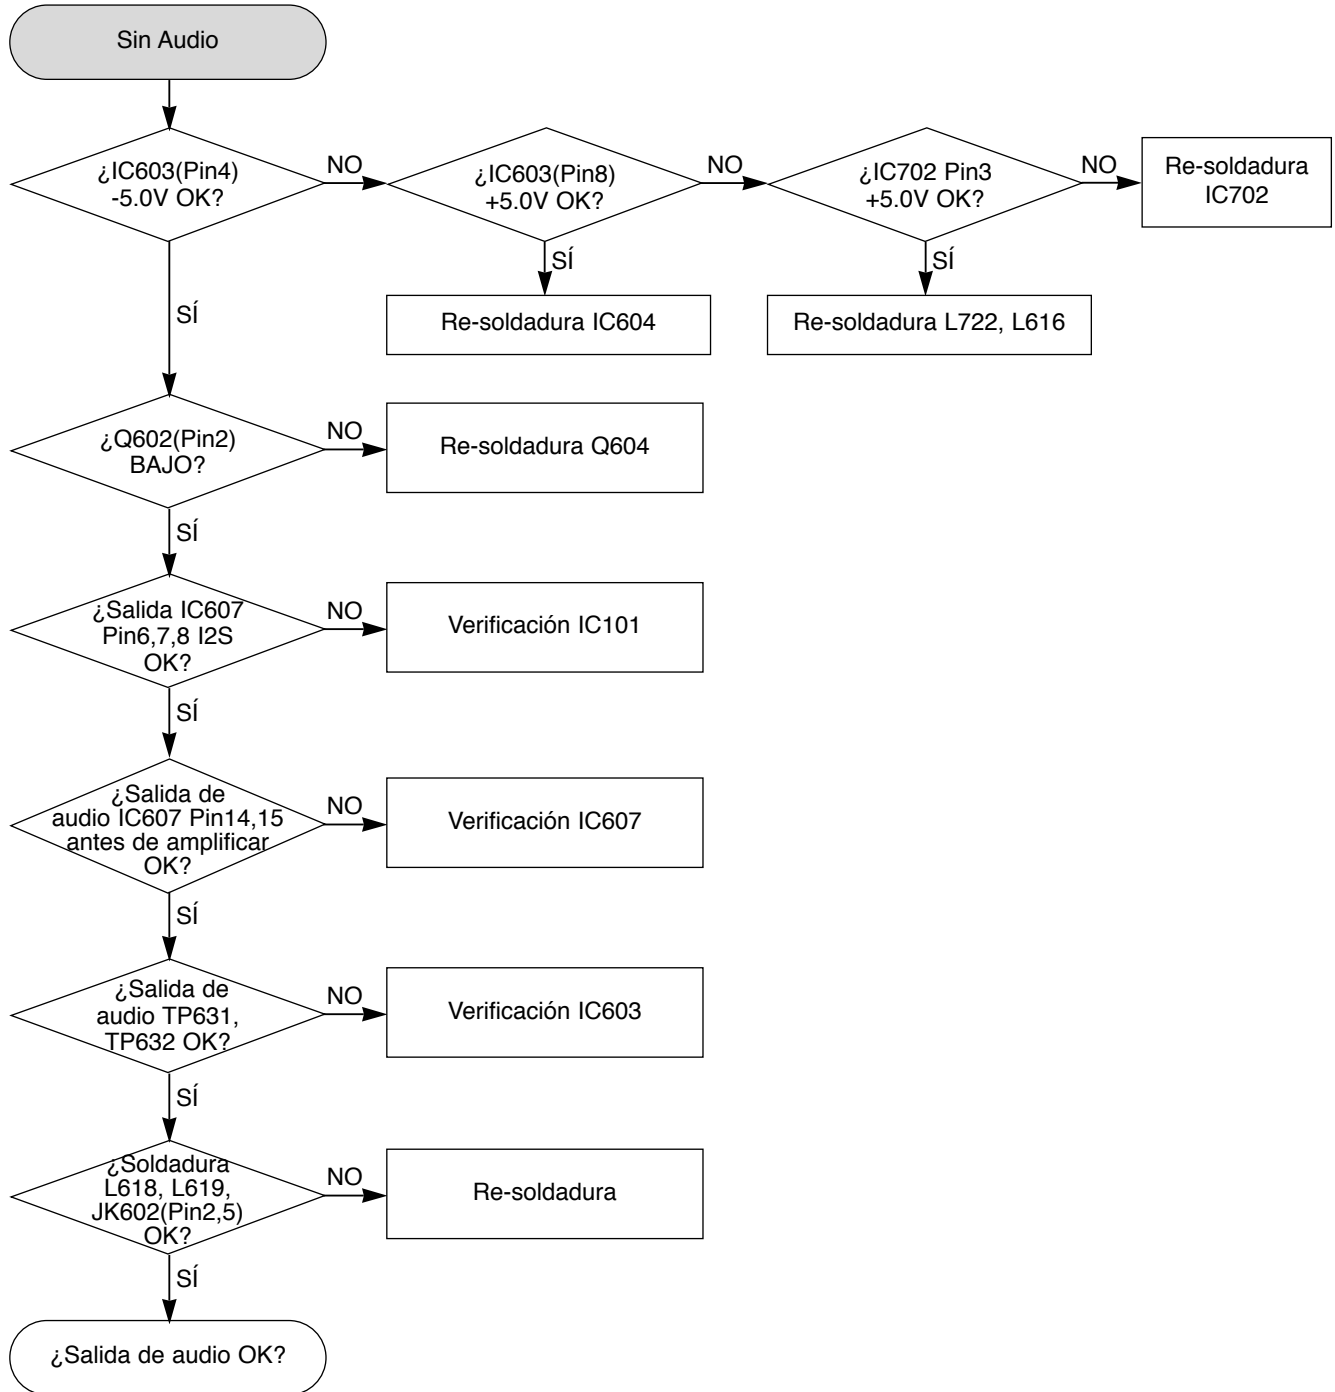 Sin Audio
¿IC603(Pin4)
-5.0V OK?
NO
¿IC603(Pin8)
+5.0V OK?
NO
¿IC702 Pin3
+5.0V OK?
NO
Re-soldadura
IC702
SÍ
SÍ
SÍ
Re-soldadura IC604
Re-soldadura L722, L616
¿Q602(Pin2)
BAJO?
NO
Re-soldadura Q604
SÍ
¿Salida IC607
Pin6,7,8 I2S
OK?
NO
Verificación IC101
SÍ
¿Salida de
audio IC607 Pin14,15
antes de amplificar
OK?
NO
Verificación IC607
SÍ
¿Salida de
audio TP631,
TP632 OK?
NO
Verificación IC603
SÍ
¿Soldadura
L618, L619,
JK602(Pin2,5)
OK?
NO
Re-soldadura
SÍ
¿Salida de audio OK?